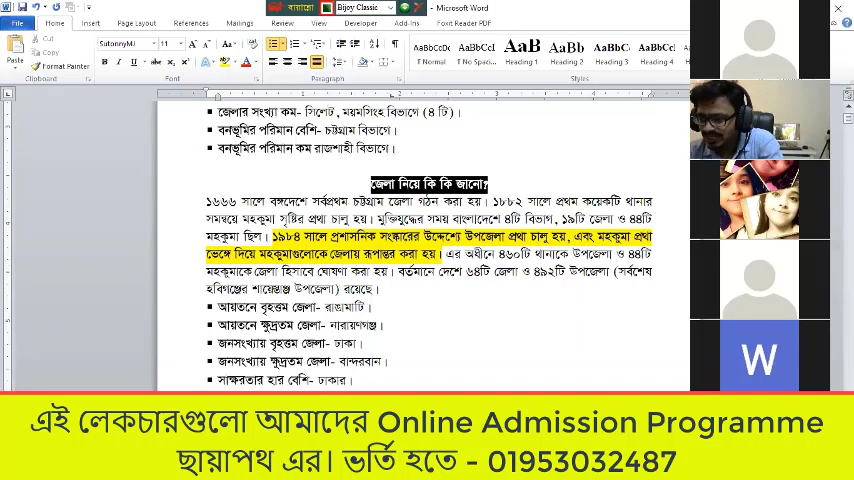 বায়ান্নো
Bijoy Classic
File
Home
Insert
Page Layout
References
Mailings
Review
View
Developer
Add-Ins
Foxit Reader PDF
Paste
Cut
Copy
Format Painter
Clipboard
SutonnyMJ
11
Font
Paragraph
AaBbCcDc
¶ Normal
AaBbCcI
¶ No Spaci...
AaB
Heading 1
AaBb
Heading 2
AaBbCc
Heading 3
AaBbCcI
Heading 4
Styles
জেলার সংখ্যা কম- সিলেট, ময়মসিংহ বিভাগে (৪ টি)।
বনভূমির পরিমান বেশি- চট্টগ্রাম বিভাগে।
বনভূমির পরিমান কম রাজশাহী বিভাগে।
জেলা নিয়ে কি কি জানো?
১৬৬৬ সালে বঙ্গদেশে সর্বপ্রথম চট্টগ্রাম জেলা গঠন করা হয়। ১৮৮২ সালে প্রথম কয়েকটি থানার
সমন্বয়ে মহকুমা সৃষ্টির প্রথা চালু হয়। মুক্তিযুদ্ধের সময় বাংলাদেশে ৪টি বিভাগ, ১৯টি জেলা ও ৪৪টি
মহকুমা ছিল। ১৯৮৪ সালে প্রশাসনিক সংস্কারের উদ্দেশ্যে উপজেলা প্রথা চালু হয়, এবং মহকুমা প্রথা
ভেঙ্গে দিয়ে মহকুমাগুলোকে জেলায় রূপান্তর করা হয়। এর অধীনে ৪৬০টি থানাকে উপজেলা ও ৪৪টি
মহকুমাকে জেলা হিসাবে ঘোষণা করা হয়। বর্তমানে দেশে ৬৪টি জেলা ও ৪৯২টি উপজেলা (সর্বশেষ
হবিগঞ্জের শায়েস্তাগঞ্জ উপজেলা) রয়েছে।
আয়তনে বৃহত্তম জেলা- রাঙামাটি।
আয়তনে ক্ষুদ্রতম জেলা- নারায়ণগঞ্জ।
জনসংখ্যায় বৃহত্তম জেলা- ঢাকা।
জনসংখ্যায় ক্ষুদ্রতম জেলা- বান্দরবান।
সাক্ষরতার হার বেশি- ঢাকার।
W
এই লেকচারগুলো আমাদের Online Admission Programme
ছায়াপথ এর। ভর্তি হতে - 01953032487